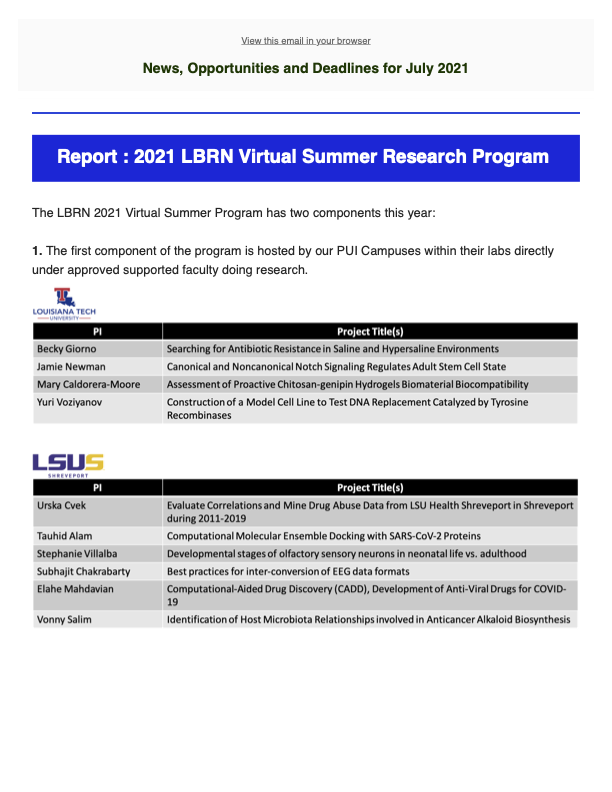 View this email in your browser
News, Opportunities and Deadlines for July 2021
Report : 2021 LBRN Virtual Summer Research Program
The LBRN 2021 Virtual Summer Program has two components this year:
1. The first component of the program is hosted by our PUI Campuses within their labs directly
under approved supported faculty doing research.
LOUISIANA TECH
UNIVERSITY
PI Project Title(s)
Becky Giorno Searching for Antibiotic Resistance in Saline and Hypersaline Environments
Jamie Newman Canonical and Noncanonical Notch Signaling Regulates Adult Stem Cell State
Mary Caldorera-Moore Assessment of Proactive Chitosan-genipin Hydrogels Biomaterial Biocompatibility
Yuri Voziyanov Construction of a Model Cell Line to Test DNA Replacement Catalyzed by Tyrosine
Recombinases
LSUS
SHREVEPORT
PI Project Title(s)
Urska Cvek Evaluate Correlations and Mine Drug Abuse Data from LSU Health Shreveport in Shreveport
during 2011-2019
Tauhid Alam Computational Molecular Ensemble Docking with SARS-CoV-2 Proteins
Stephanie Villalba Developmental stages of olfactory sensory neurons in neonatal life vs. adulthood
Subhajit Chakrabarty Best practices for inter-conversion of EEG data formats
Elahe Mahdavian Computational-Aided Drug Discovery (CADD), Development of Anti-Viral Drugs for COVID-
19
Vonny Salim Identification of Host Microbiota Relationships involved in Anticancer Alkaloid Biosynthesis